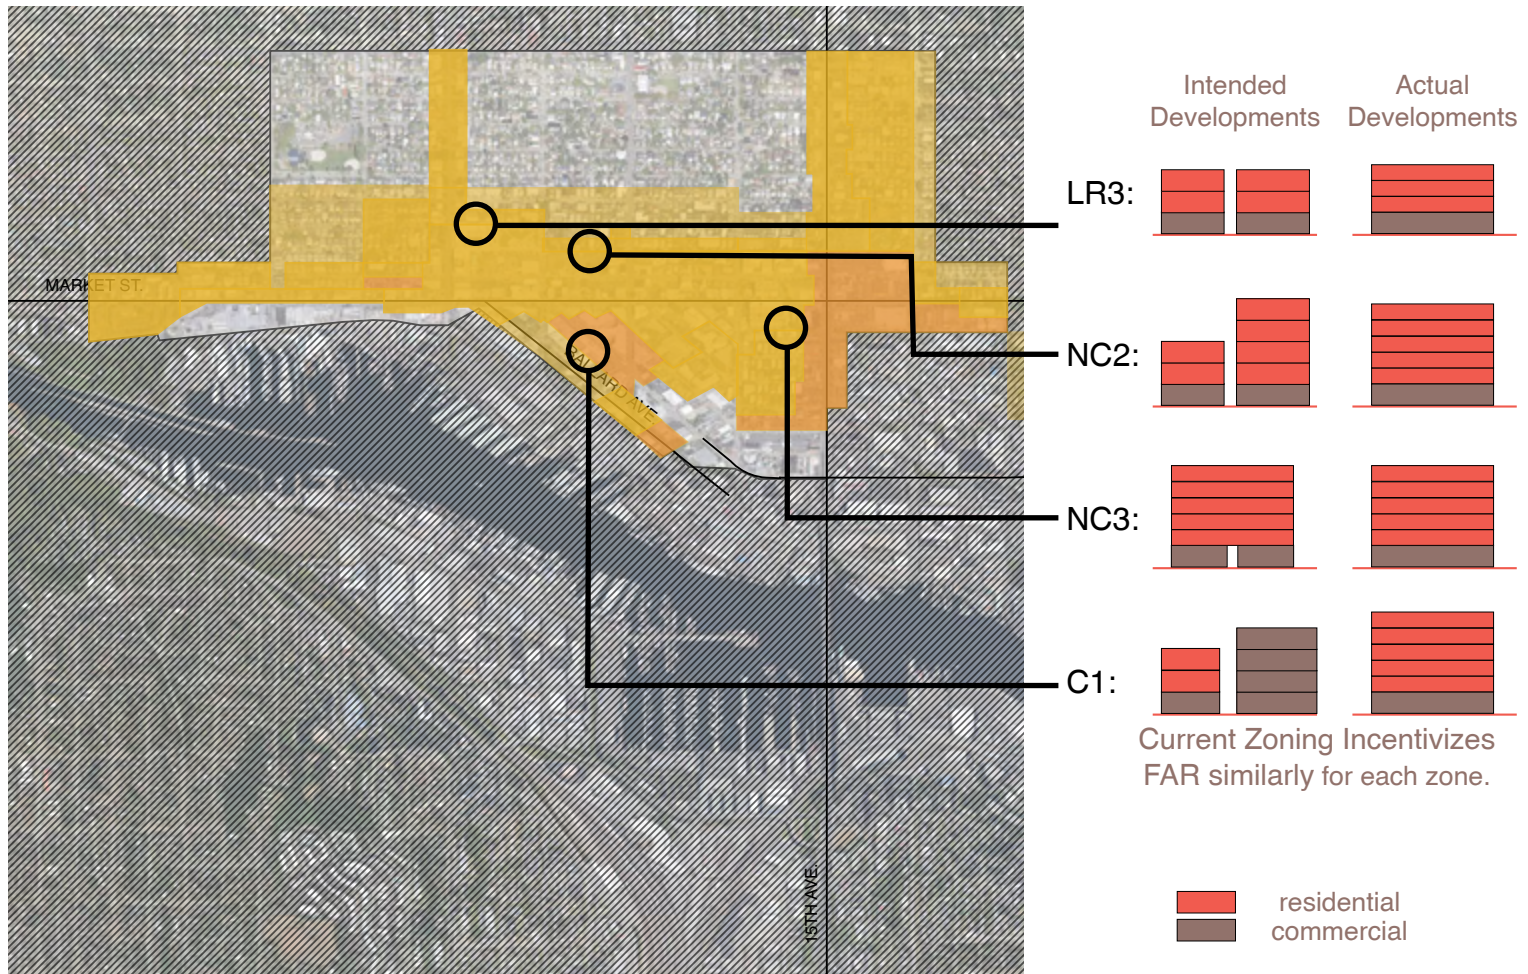 Intended
Developments
Actual
Developments
LR3:
MARKET ST.
NC2:
BALLARD AVE.
NC3:
C1:
Current Zoning Incentivizes
FAR similarly for each zone.
15TH AVE.
residential
commercial